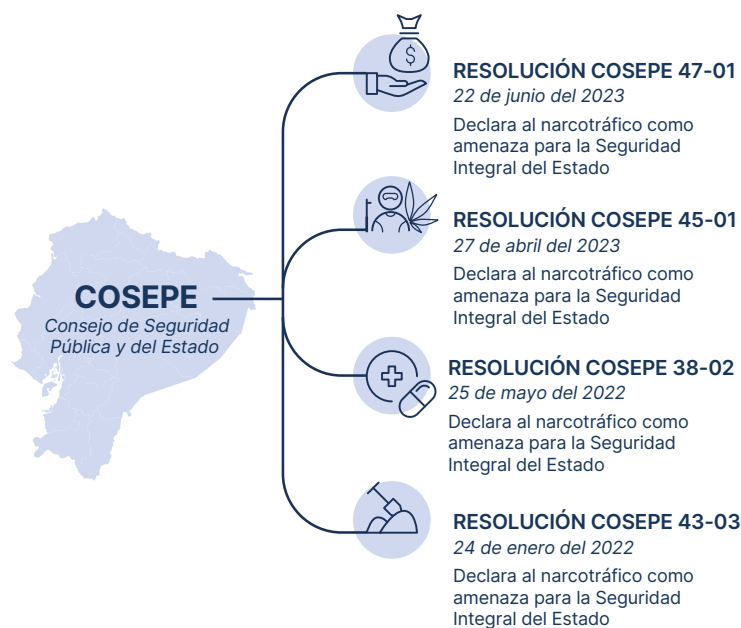 COSEPE
Consejo de Seguridad
Pública y del Estado
$
RESOLUCIÓN COSEPE 47-01
22 de junio del 2023
Declara al narcotráfico como
amenaza para la Seguridad
Integral del Estado
RESOLUCIÓN COSEPE 45-01
27 de abril del 2023
Declara al narcotráfico como
amenaza para la Seguridad
Integral del Estado
RESOLUCIÓN COSEPE 38-02
25 de mayo del 2022
Declara al narcotráfico como
amenaza para la Seguridad
Integral del Estado
RESOLUCIÓN COSEPE 43-03
24 de enero del 2022
Declara al narcotráfico como
amenaza para la Seguridad
Integral del Estado